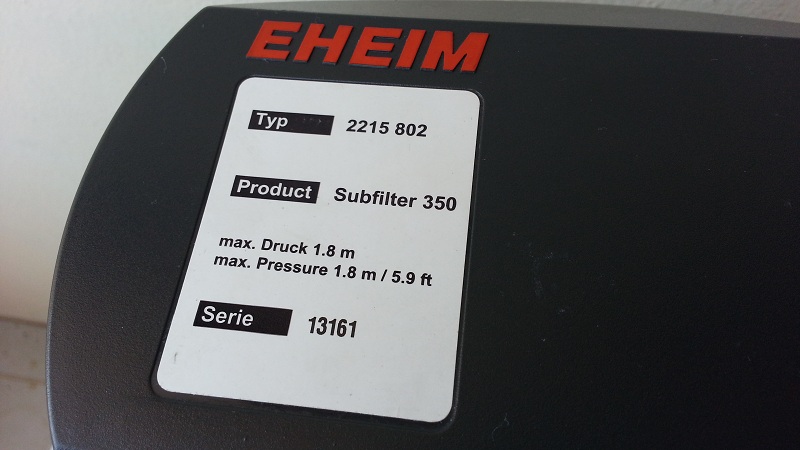 EHEIM
Typ 2215 802
Product Subfilter 350
max. Druck 1.8 m
max. Pressure 1.8 m / 5.9 ft
Serie 13161